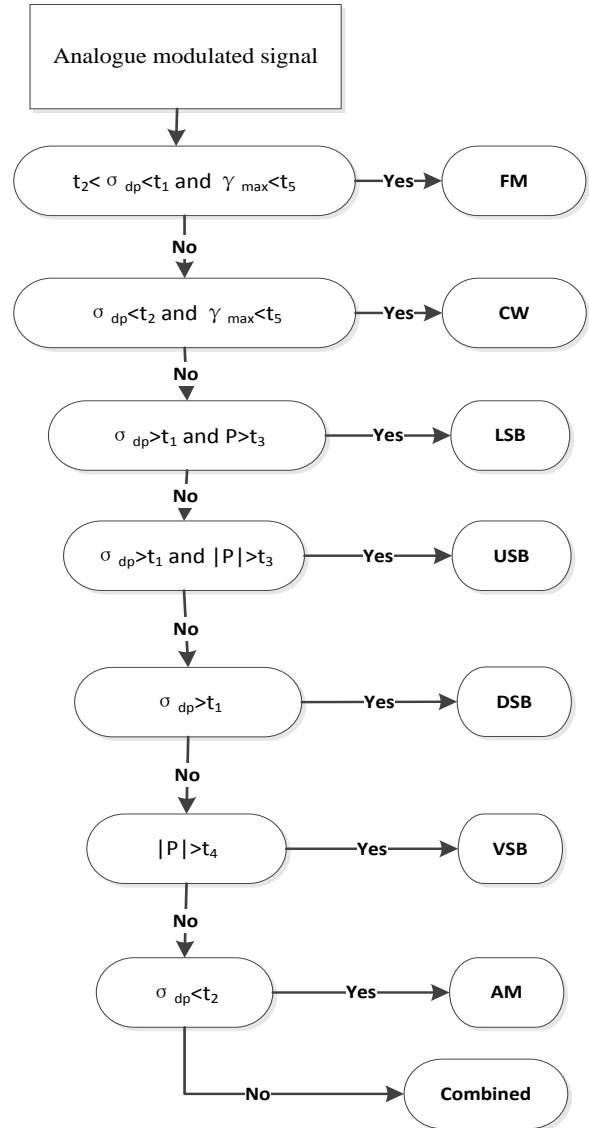 Analogue modulated signal
t₂< σ dp<t₁ and γ max<t₅
Yes
FM
No
σ dp<t₂ and γ max<t₅
Yes
CW
No
σ dp>t₁ and P>t₃
Yes
LSB
No
σ dp>t₁ and |P|>t₃
Yes
USB
No
σ dp>t₁
Yes
DSB
No
|P|>t₄
Yes
VSB
No
σ dp<t₂
Yes
AM
No
Combined